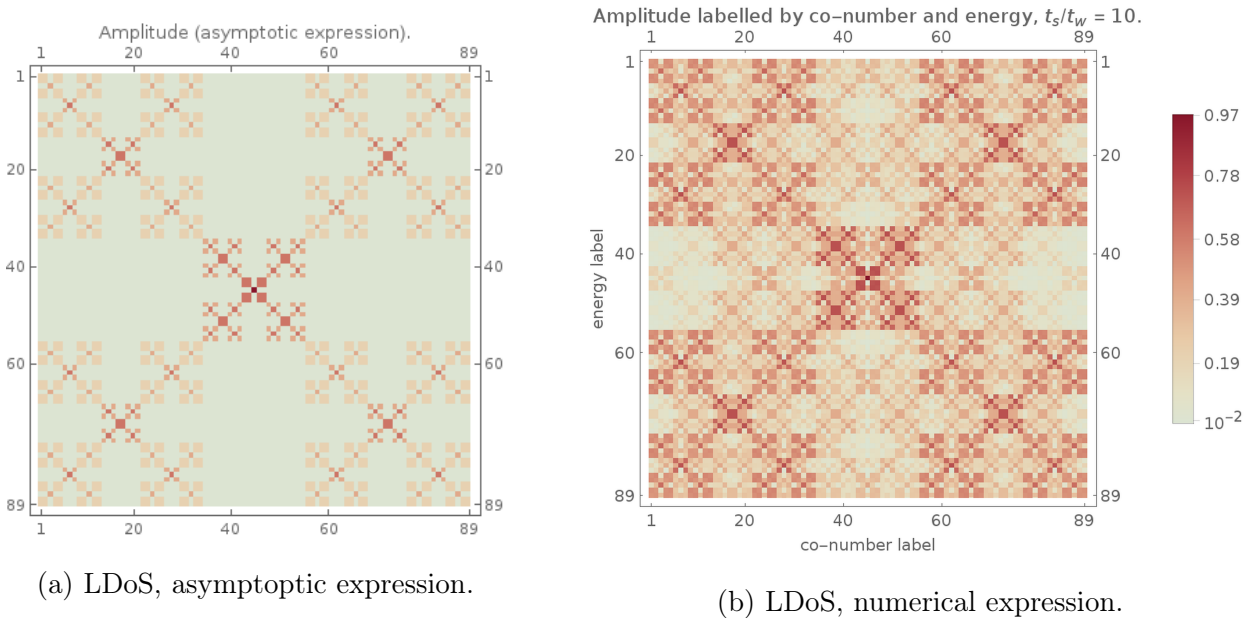 Amplitude (asymptotic expression).
1 20 40 60 89
1 1
20 20
40 40
60 60
89 89
1 20 40 60 89
(a) LDoS, asymptoptic expression.
Amplitude labelled by co−number and energy, t_s/t_w = 10.
1 20 40 60 89
1 1
20 20
40 40
60 60
89 89
1 20 40 60 89
energy label
co−number label
0.97
0.78
0.58
0.39
0.19
10⁻²
(b) LDoS, numerical expression.